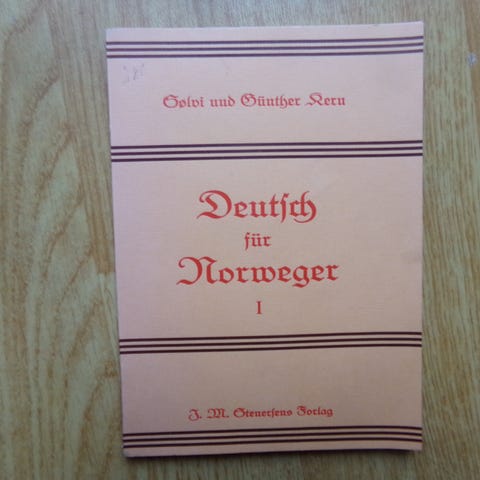 Sølvi und Günther Kern
Deutsch
für
Norweger
I
J. M. Stenersens Forlag